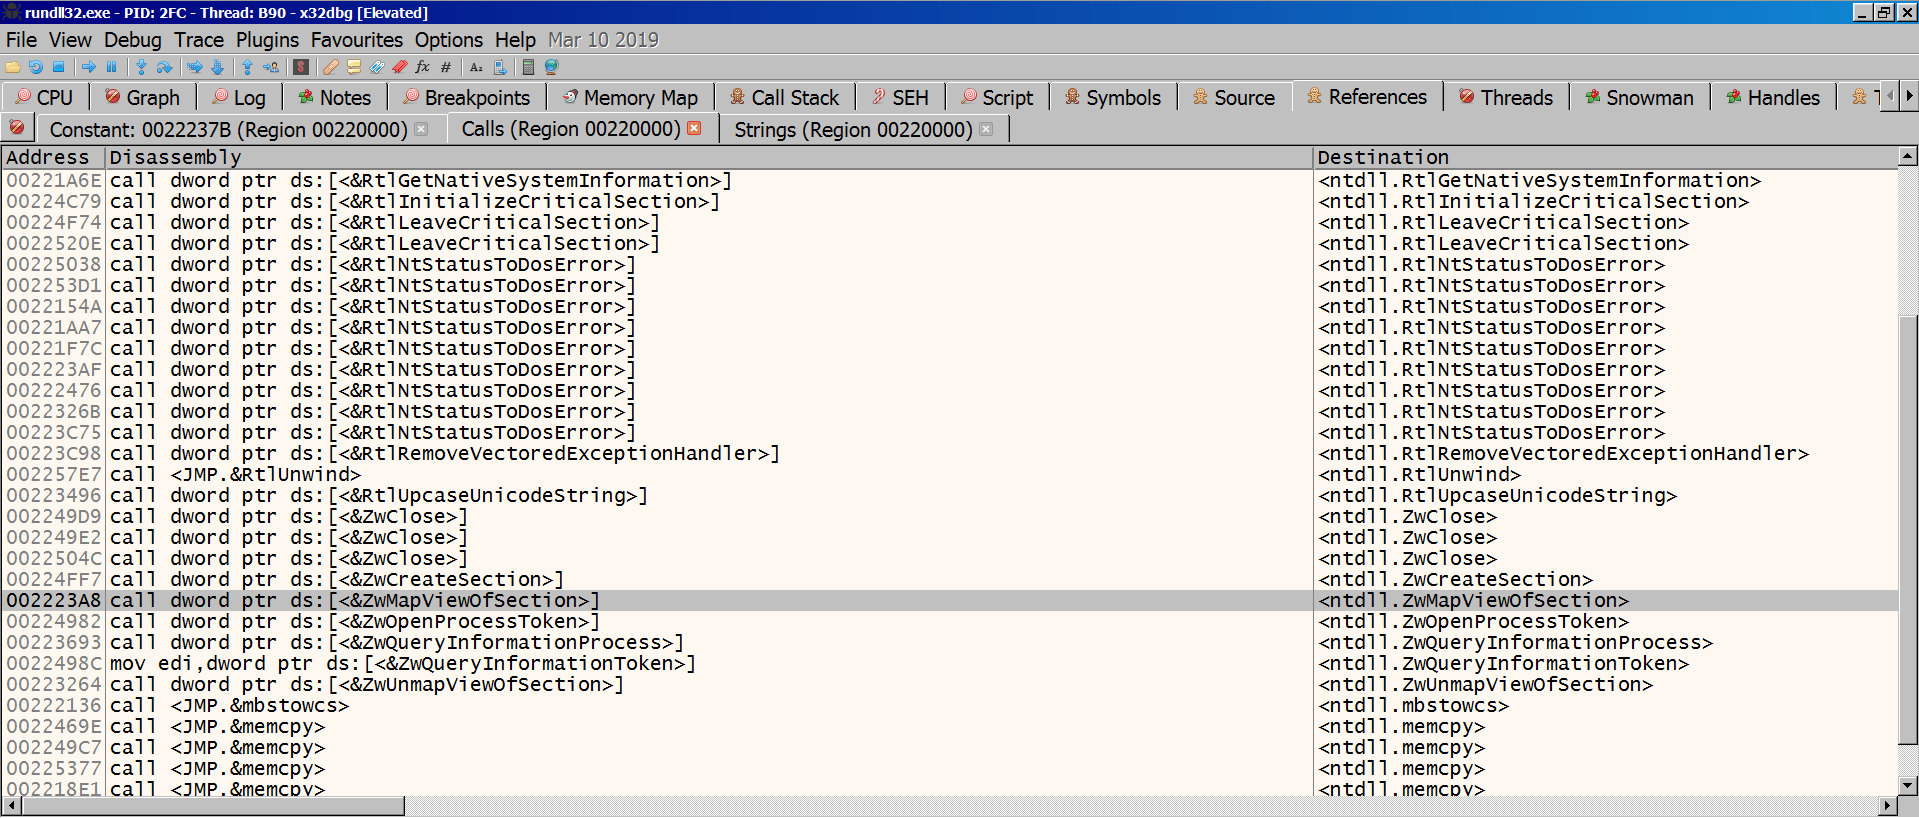 rundll32.exe - PID: 2FC - Thread: B90 - x32dbg [Elevated]
File View Debug Trace Plugins Favourites Options Help Mar 10 2019
CPU Graph Log Notes Breakpoints Memory Map Call Stack SEH Script Symbols Source References Threads Snowman Handles
Constant: 0022237B (Region 00220000) Calls (Region 00220000) Strings (Region 00220000)
Address Disassembly Destination
00221A6E call dword ptr ds:[<&RtlGetNativeSystemInformation>] <ntdll.RtlGetNativeSystemInformation>
00224C79 call dword ptr ds:[<&RtlInitializeCriticalSection>] <ntdll.RtlInitializeCriticalSection>
00224F74 call dword ptr ds:[<&RtlLeaveCriticalSection>] <ntdll.RtlLeaveCriticalSection>
0022520E call dword ptr ds:[<&RtlLeaveCriticalSection>] <ntdll.RtlLeaveCriticalSection>
00225038 call dword ptr ds:[<&RtlNtStatusToDosError>] <ntdll.RtlNtStatusToDosError>
002253D1 call dword ptr ds:[<&RtlNtStatusToDosError>] <ntdll.RtlNtStatusToDosError>
0022154A call dword ptr ds:[<&RtlNtStatusToDosError>] <ntdll.RtlNtStatusToDosError>
00221AA7 call dword ptr ds:[<&RtlNtStatusToDosError>] <ntdll.RtlNtStatusToDosError>
00221F7C call dword ptr ds:[<&RtlNtStatusToDosError>] <ntdll.RtlNtStatusToDosError>
002223AF call dword ptr ds:[<&RtlNtStatusToDosError>] <ntdll.RtlNtStatusToDosError>
00222476 call dword ptr ds:[<&RtlNtStatusToDosError>] <ntdll.RtlNtStatusToDosError>
0022326B call dword ptr ds:[<&RtlNtStatusToDosError>] <ntdll.RtlNtStatusToDosError>
00223C75 call dword ptr ds:[<&RtlNtStatusToDosError>] <ntdll.RtlNtStatusToDosError>
00223C98 call dword ptr ds:[<&RtlRemoveVectoredExceptionHandler>] <ntdll.RtlRemoveVectoredExceptionHandler>
002257E7 call <JMP.&RtlUnwind> <ntdll.RtlUnwind>
00223496 call dword ptr ds:[<&RtlUpcaseUnicodeString>] <ntdll.RtlUpcaseUnicodeString>
002249D9 call dword ptr ds:[<&ZwClose>] <ntdll.ZwClose>
002249E2 call dword ptr ds:[<&ZwClose>] <ntdll.ZwClose>
0022504C call dword ptr ds:[<&ZwClose>] <ntdll.ZwClose>
00224FF7 call dword ptr ds:[<&ZwCreateSection>] <ntdll.ZwCreateSection>
002223A8 call dword ptr ds:[<&ZwMapViewOfSection>] <ntdll.ZwMapViewOfSection>
00224982 call dword ptr ds:[<&ZwOpenProcessToken>] <ntdll.ZwOpenProcessToken>
00223693 call dword ptr ds:[<&ZwQueryInformationProcess>] <ntdll.ZwQueryInformationProcess>
0022498C mov edi,dword ptr ds:[<&ZwQueryInformationToken>] <ntdll.ZwQueryInformationToken>
00223264 call dword ptr ds:[<&ZwUnmapViewOfSection>] <ntdll.ZwUnmapViewOfSection>
00222136 call <JMP.&mbstowcs> <ntdll.mbstowcs>
0022469E call <JMP.&memcpy> <ntdll.memcpy>
002249C7 call <JMP.&memcpy> <ntdll.memcpy>
00225377 call <JMP.&memcpy> <ntdll.memcpy>
002218E1 call <JMP.&memcpy> <ntdll.memcpy>